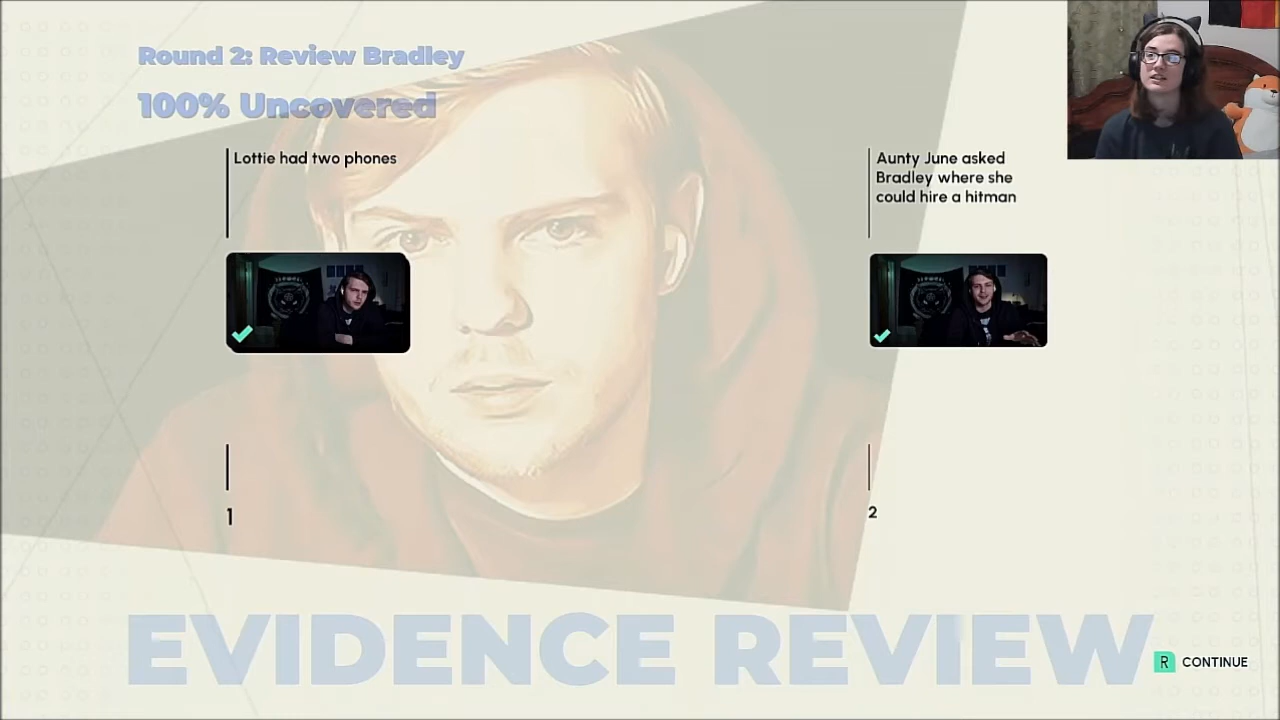 Round 2: Review Bradley
100% Uncovered
Lottie had two phones
Aunty June asked
Bradley where she
could hire a hitman
1
2
EVIDENCE REVIEW
R CONTINUE